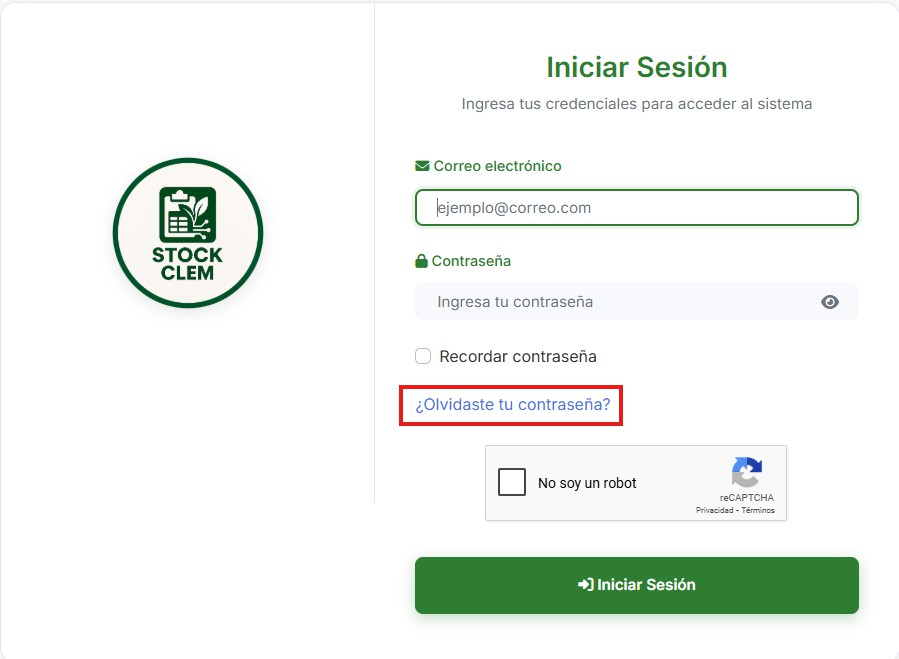 STOCK
CLEM
Iniciar Sesión
Ingresa tus credenciales para acceder al sistema
Correo electrónico
ejemplo@correo.com
Contraseña
Ingresa tu contraseña
Recordar contraseña
¿Olvidaste tu contraseña?
No soy un robot
reCAPTCHA
Privacidad - Términos
Iniciar Sesión